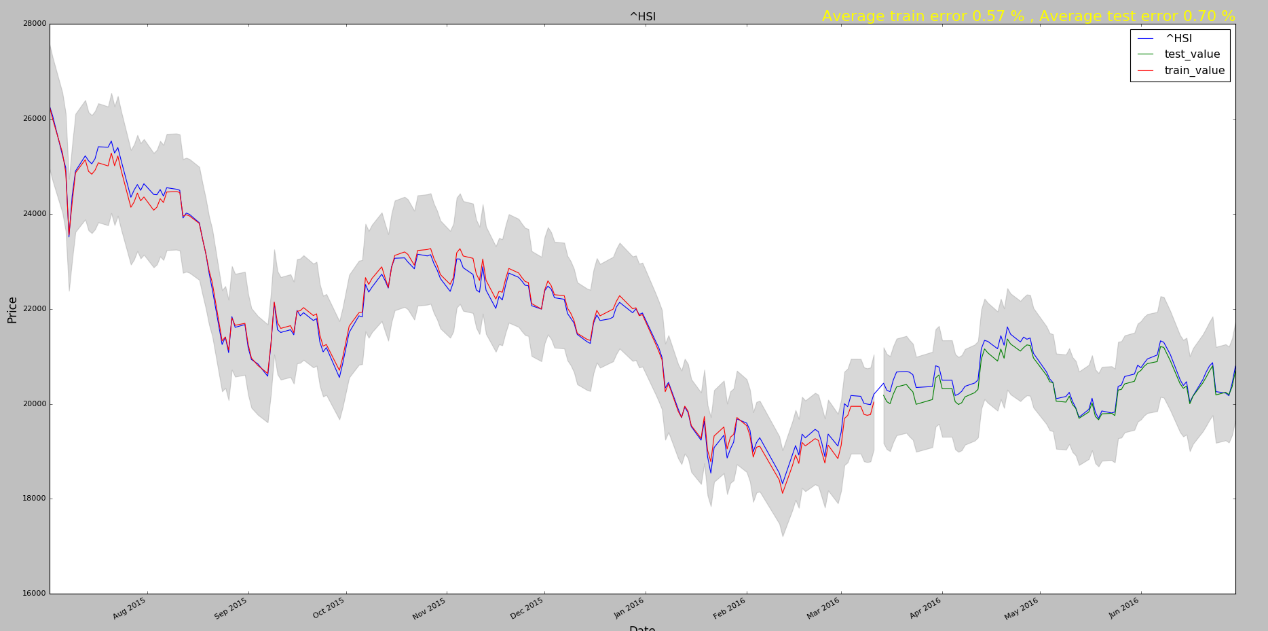 ^HSI
Average train error 0.57 % , Average test error 0.70 %
^HSI
test_value
train_value
Price
28000
26000
24000
22000
20000
18000
16000
Aug 2015
Sep 2015
Oct 2015
Nov 2015
Dec 2015
Jan 2016
Feb 2016
Mar 2016
Apr 2016
May 2016
Jun 2016
Date